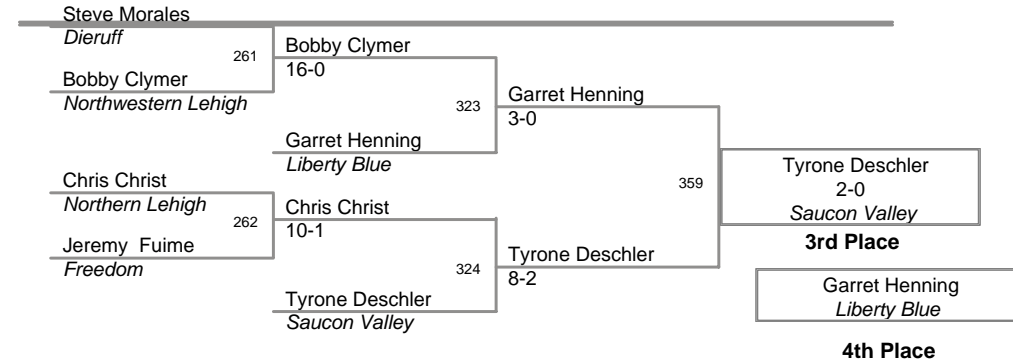 Steve Morales
Dieruff
261
Bobby Clymer
16-0
Bobby Clymer
Northwestern Lehigh
323
Garret Henning
3-0
Garret Henning
Liberty Blue
359
Tyrone Deschler
2-0
Saucon Valley
3rd Place
Chris Christ
Northern Lehigh
262
Chris Christ
10-1
Jeremy Fuime
Freedom
324
Tyrone Deschler
8-2
Tyrone Deschler
Saucon Valley
Garret Henning
Liberty Blue
4th Place